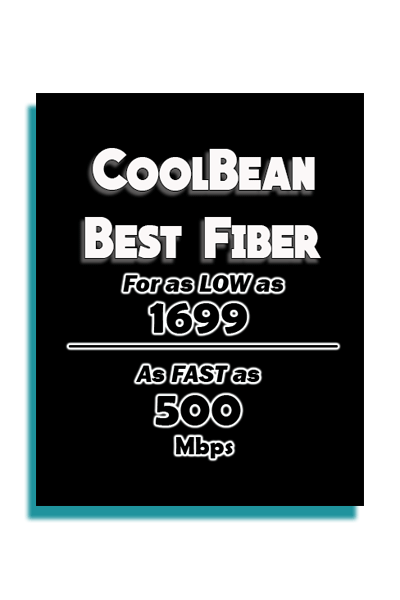 CoolBean
Best Fiber
For as LOW as
1699
As FAST as
500
Mbps